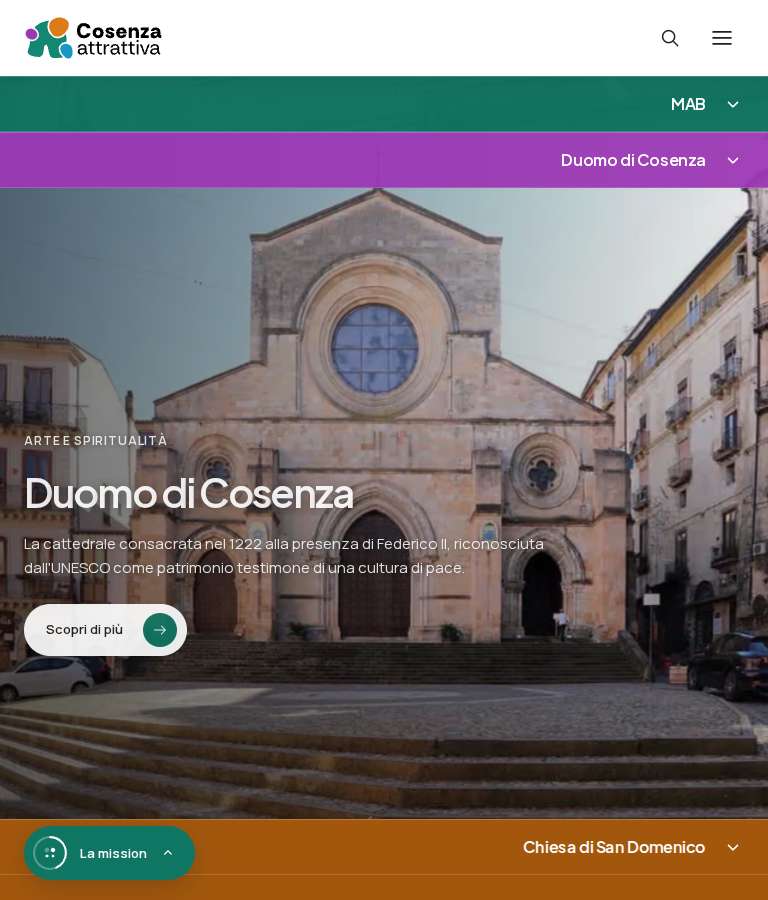 Cosenza
attrattiva
MAB
Duomo di Cosenza
ARTE E SPIRITUALITÀ
Duomo di Cosenza
La cattedrale consacrata nel 1222 alla presenza di Federico II, riconosciuta
dall'UNESCO come patrimonio testimone di una cultura di pace.
Scopri di più
Chiesa di San Domenico
La mission